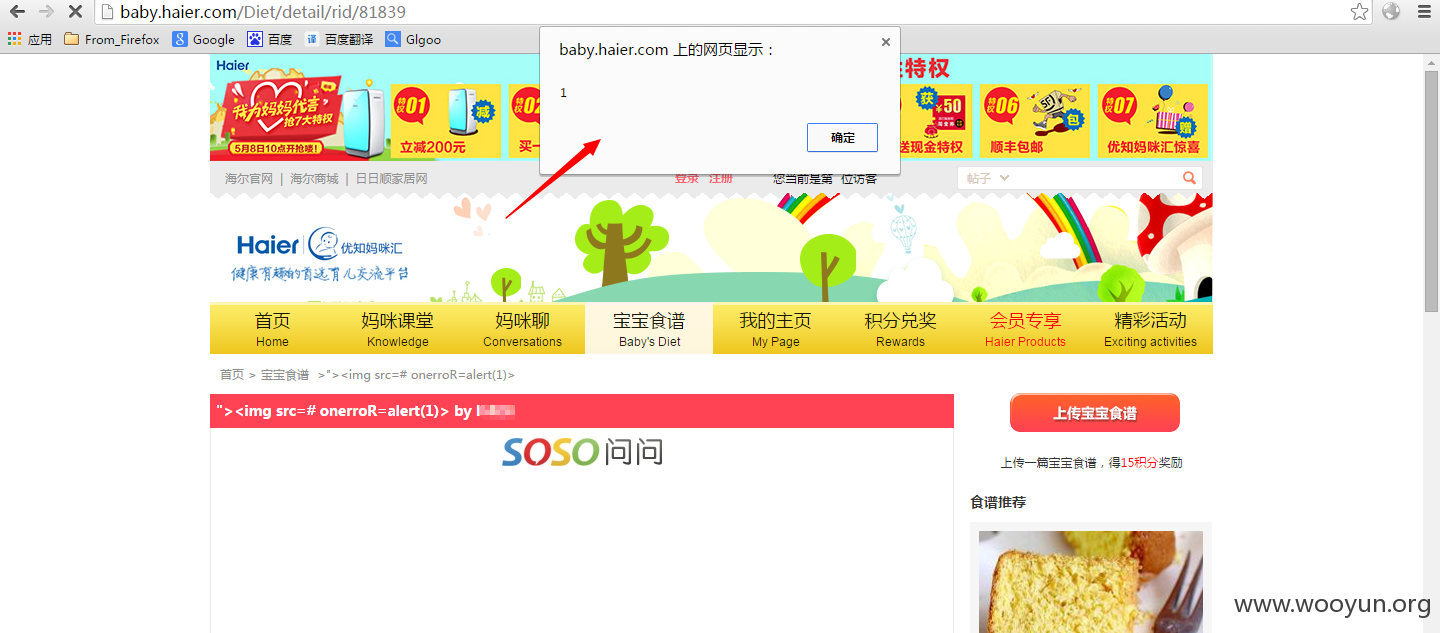 baby.haier.com/Diet/detail/rid/81839
应用 From_Firefox Google 百度 百度翻译 Glgoo
baby.haier.com 上的网页显示：
1
确定
Haier
我为妈妈代言
抢7大特权
5月8日10点开抢喽！
特权01
减
立减200元
特权02
买一
特权
获
¥50
送现金特权
特权06
包
顺丰包邮
特权07
赠
优知妈咪汇惊喜
海尔官网 | 海尔商城 | 日日顺家居网
登录 注册
您当前是第 位访客
帖子
Haier 优知妈咪汇
健康有趣的首选育儿交流平台
首页 妈咪课堂 妈咪聊 宝宝食谱 我的主页 积分兑奖 会员专享 精彩活动
Home Knowledge Conversations Baby's Diet My Page Rewards Haier Products Exciting activities
首页 > 宝宝食谱 >"><img src=# onerroR=alert(1)>
"><img src=# onerroR=alert(1)> by
SOSO 问问
上传宝宝食谱
上传一篇宝宝食谱，得15积分奖励
食谱推荐
www.wooyun.org